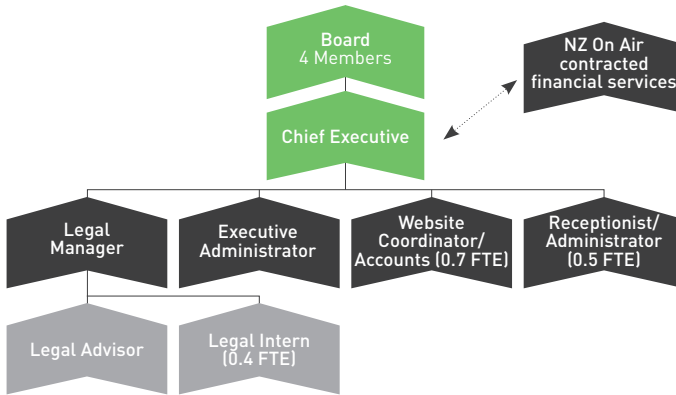 Board
4 Members
NZ On Air
contracted
financial services
Chief Executive
Legal
Manager
Executive
Administrator
Website
Coordinator/
Accounts (0.7 FTE)
Receptionist/
Administrator
(0.5 FTE)
Legal Advisor
Legal Intern
(0.4 FTE)